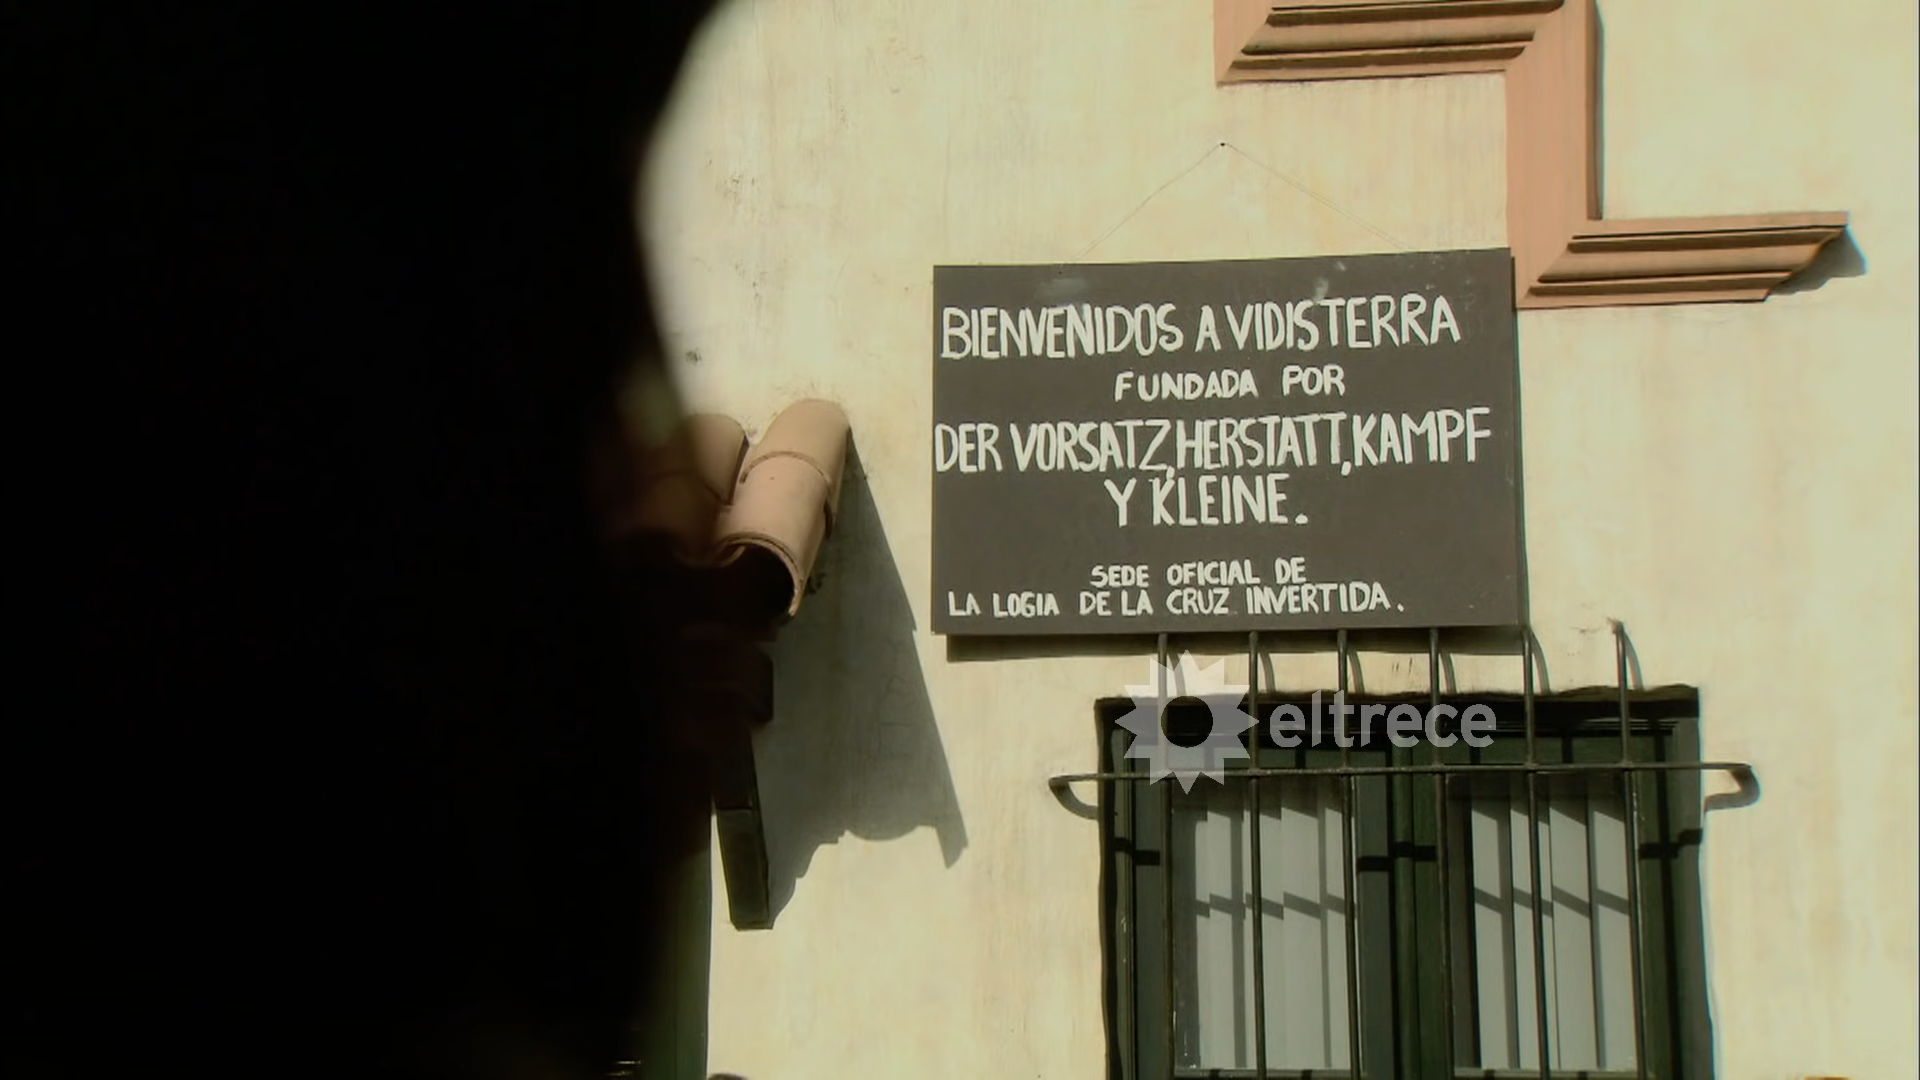 BIENVENIDOS A VIDISTERRA
FUNDADA POR
DER VORSATZ, HERSTATT, KAMPF
Y KLEINE.
SEDE OFICIAL DE
LA LOGIA DE LA CRUZ INVERTIDA.
eltrece